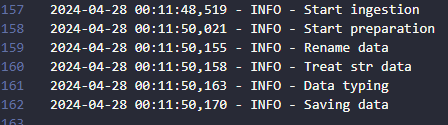 157 2024-04-28 00:11:48,519 - INFO - Start ingestion
158 2024-04-28 00:11:50,021 - INFO - Start preparation
159 2024-04-28 00:11:50,155 - INFO - Rename data
160 2024-04-28 00:11:50,158 - INFO - Treat str data
161 2024-04-28 00:11:50,163 - INFO - Data typing
162 2024-04-28 00:11:50,170 - INFO - Saving data
163